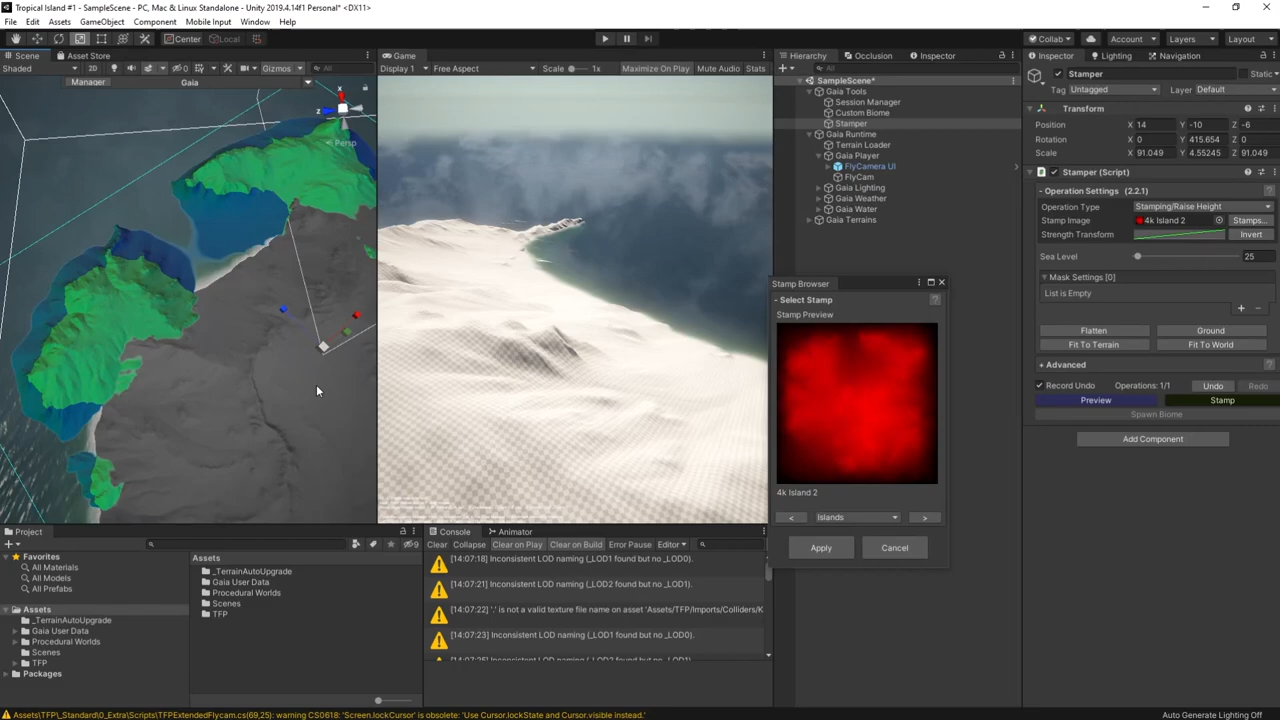 Tropical Island #1 - SampleScene - PC, Mac & Linux Standalone - Unity 2019.4.14f1 Personal* <DX11>
File Edit Assets GameObject Component Mobile Input Window Help
Center Local Collab Account Layers Layout
Scene Asset Store
Shaded 2D 0 Gizmos All
Manager Gaia
x
z
Persp
Game
Display 1 Free Aspect Scale 1x Maximize On Play Mute Audio Stats
Hierarchy Occlusion Inspector
All
SampleScene*
Gaia Tools
Session Manager
Custom Biome
Stamper
Gaia Runtime
Terrain Loader
Gaia Player
FlyCamera UI
FlyCam
Gaia Lighting
Gaia Weather
Gaia Water
Gaia Terrains
Stamp Browser
- Select Stamp
Stamp Preview
4k Island 2
< Islands >
Apply Cancel
Inspector Lighting Navigation
Stamper Static
Tag Untagged Layer Default
Transform
Position X 14 Y -10 Z -6
Rotation X 0 Y 415.654 Z 0
Scale X 91.049 Y 4.55245 Z 91.049
Stamper (Script)
- Operation Settings (2.2.1)
Operation Type Stamping/Raise Height
Stamp Image 4k Island 2 Stamps...
Strength Transform Invert
Sea Level 25
Mask Settings [0]
List is Empty
+ -
Flatten Ground
Fit To Terrain Fit To World
+ Advanced
Record Undo Operations: 1/1 Undo Redo
Preview Stamp
Spawn Biome
Add Component
Project
9
Favorites
All Materials
All Models
All Prefabs
Assets
_TerrainAutoUpgrade
Gaia User Data
Procedural Worlds
Scenes
TFP
Packages
Assets
_TerrainAutoUpgrade
Gaia User Data
Procedural Worlds
Scenes
TFP
Console Animator
Clear Collapse Clear on Play Clear on Build Error Pause Editor
[14:07:18] Inconsistent LOD naming (_LOD1 found but no _LOD0).
[14:07:21] Inconsistent LOD naming (_LOD2 found but no _LOD1).
[14:07:22] '.' is not a valid texture file name on asset 'Assets/TFP/Imports/Colliders/K
[14:07:23] Inconsistent LOD naming (_LOD1 found but no _LOD0).
[14:07:25] Inconsistent LOD naming (_LOD2 found but no _LOD1).
Assets\TFP\_Standard\0_Extra\Scripts\TFPExtendedFlycam.cs(69,25): warning CS0618: 'Screen.lockCursor' is obsolete: 'Use Cursor.lockState and Cursor.visible instead.'
Auto Generate Lighting Off